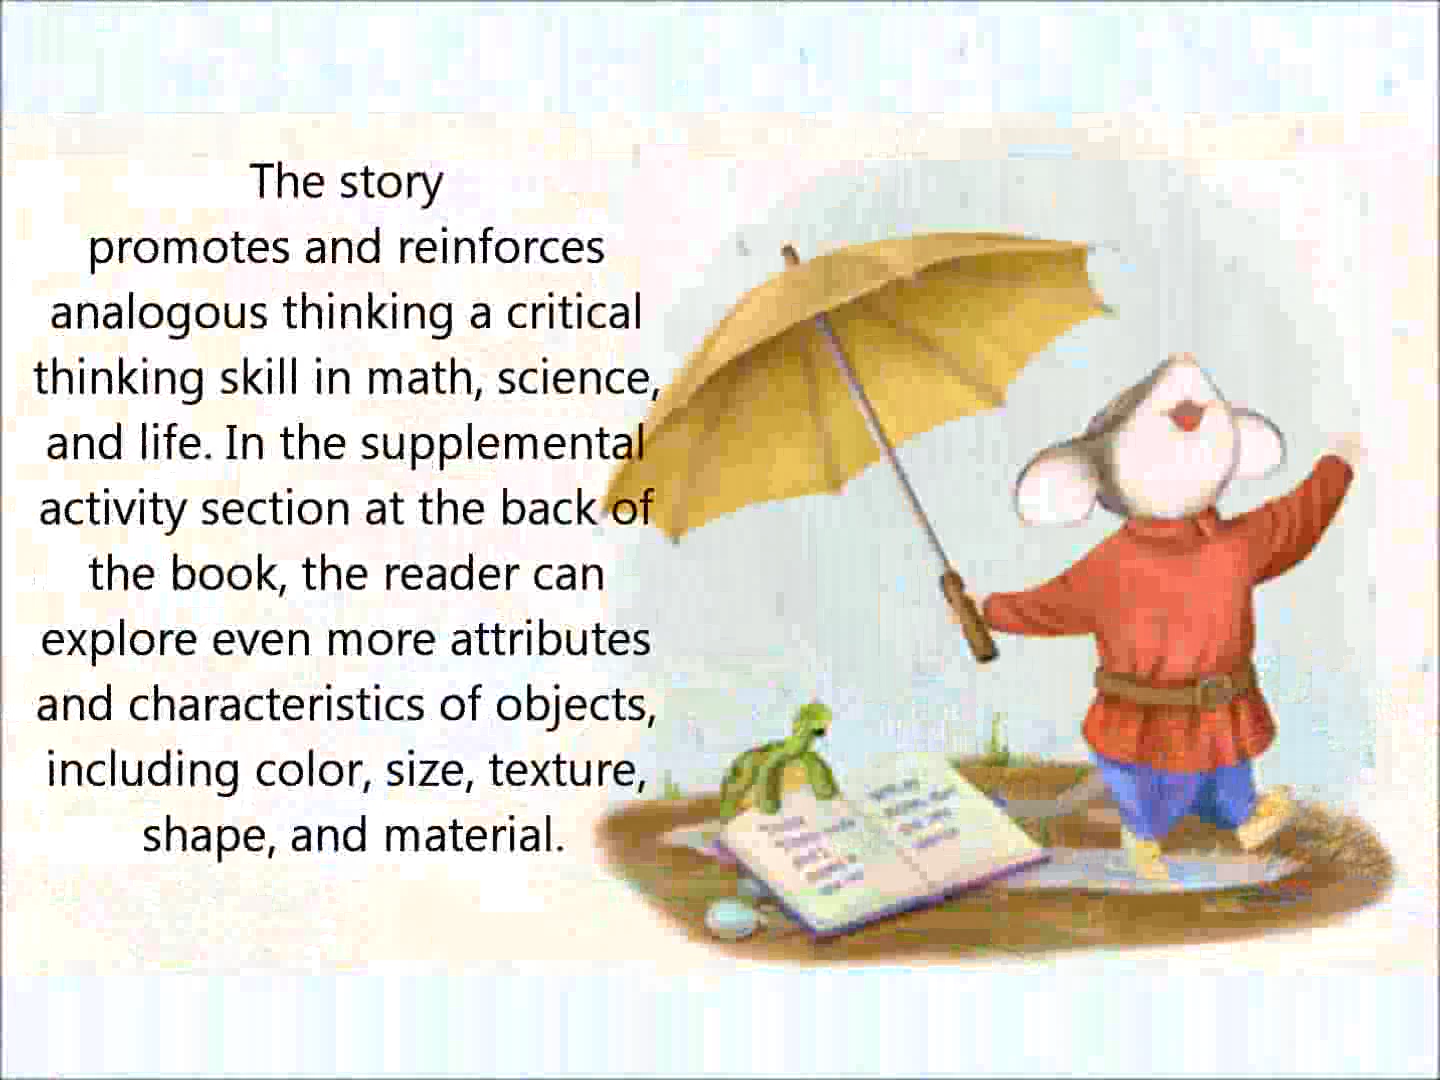 The story
promotes and reinforces
analogous thinking a critical
thinking skill in math, science,
and life. In the supplemental
activity section at the back of
the book, the reader can
explore even more attributes
and characteristics of objects,
including color, size, texture,
shape, and material.